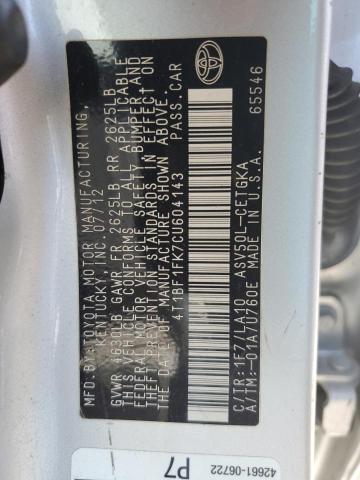 MFD.BY:TOYOTA MOTOR MANUFACTURING,
KENTUCKY,INC. 07/12
GVWR 4630LB GAWR FR 2625LB RR 2625LB
THIS VEHICLE CONFORMS TO ALL APPLICABLE
FEDERAL MOTOR VEHICLE SAFETY BUMPER, AND
THEFT PREVENTION STANDARDS IN EFFECT ON
THE DATE OF MANUFACTURE SHOWN ABOVE.
4T1BF1FK7CU604143 PASS.CAR
C/TR:1F7/LA10 ASV50L-CETGKA
A/TM:-01A/U760E MADE IN U.S.A.
65546
TOYOTA
42661-06722
P7